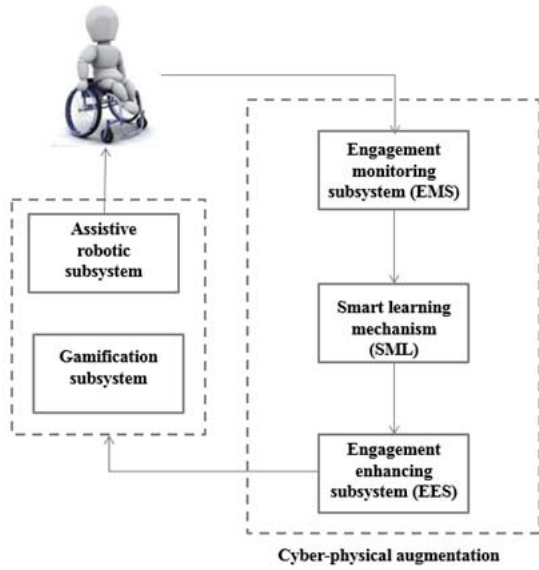 Engagement
monitoring
subsystem (EMS)
Assistive
robotic
subsystem
Smart learning
mechanism
(SML)
Gamification
subsystem
Engagement
enhancing
subsystem (EES)
Cyber-physical augmentation